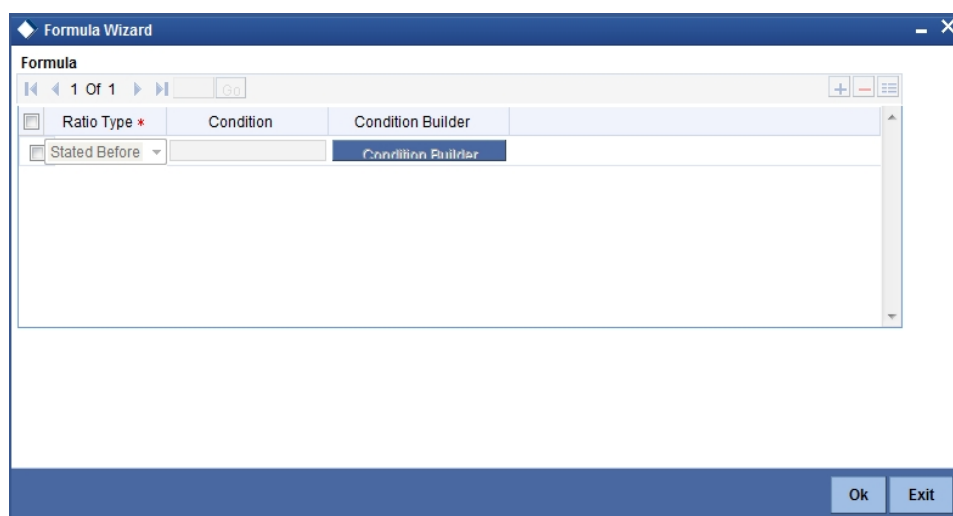 Formula Wizard
Formula
1 Of 1 Go
Ratio Type * Condition Condition Builder
Stated Before Condition Builder
Ok Exit